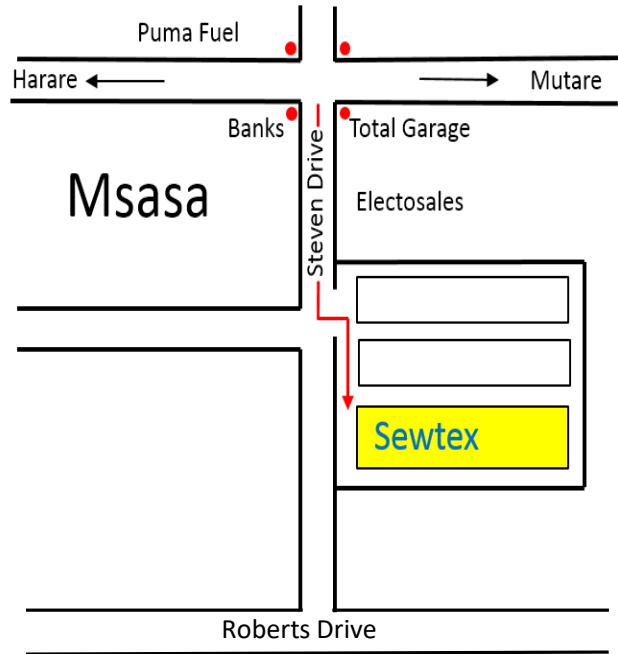 Puma Fuel
Harare
Mutare
Banks
Total Garage
Steven Drive
Msasa
Electosales
Sewtex
Roberts Drive